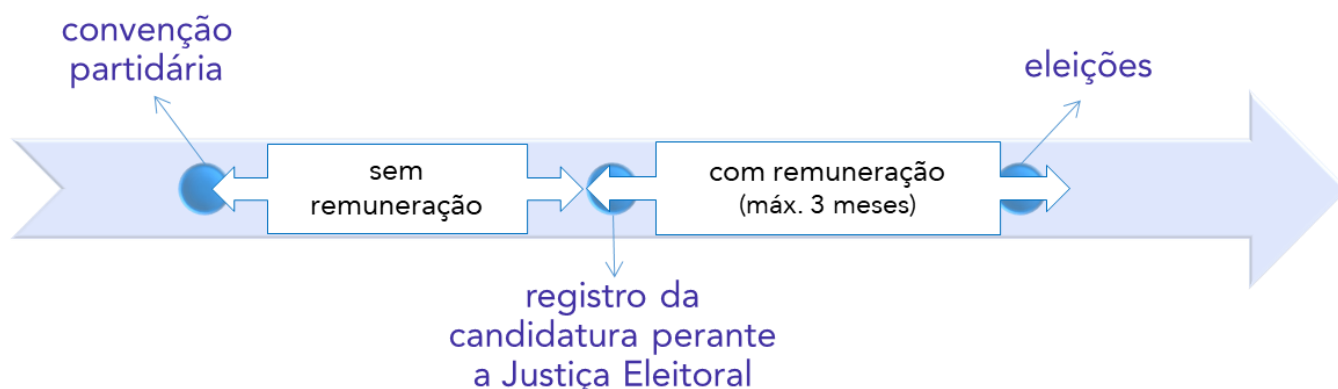 convenção
partidária
eleições
sem
remuneração
com remuneração
(máx. 3 meses)
registro da
candidatura perante
a Justiça Eleitoral